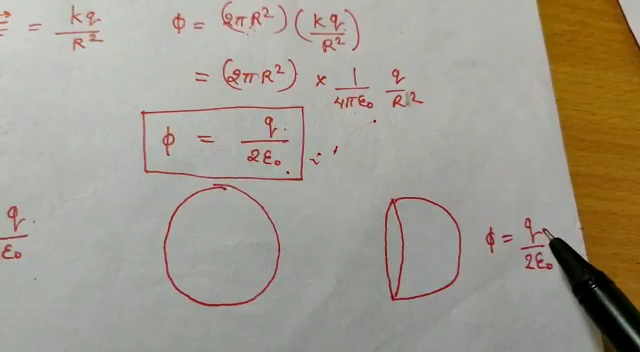 E⃗ = kq/R² φ = (2πR²) (kq/R²)
= (2πR²) × 1/4πε₀ q/R²
φ = q/2ε₀
q/ε₀ φ = q/2ε₀